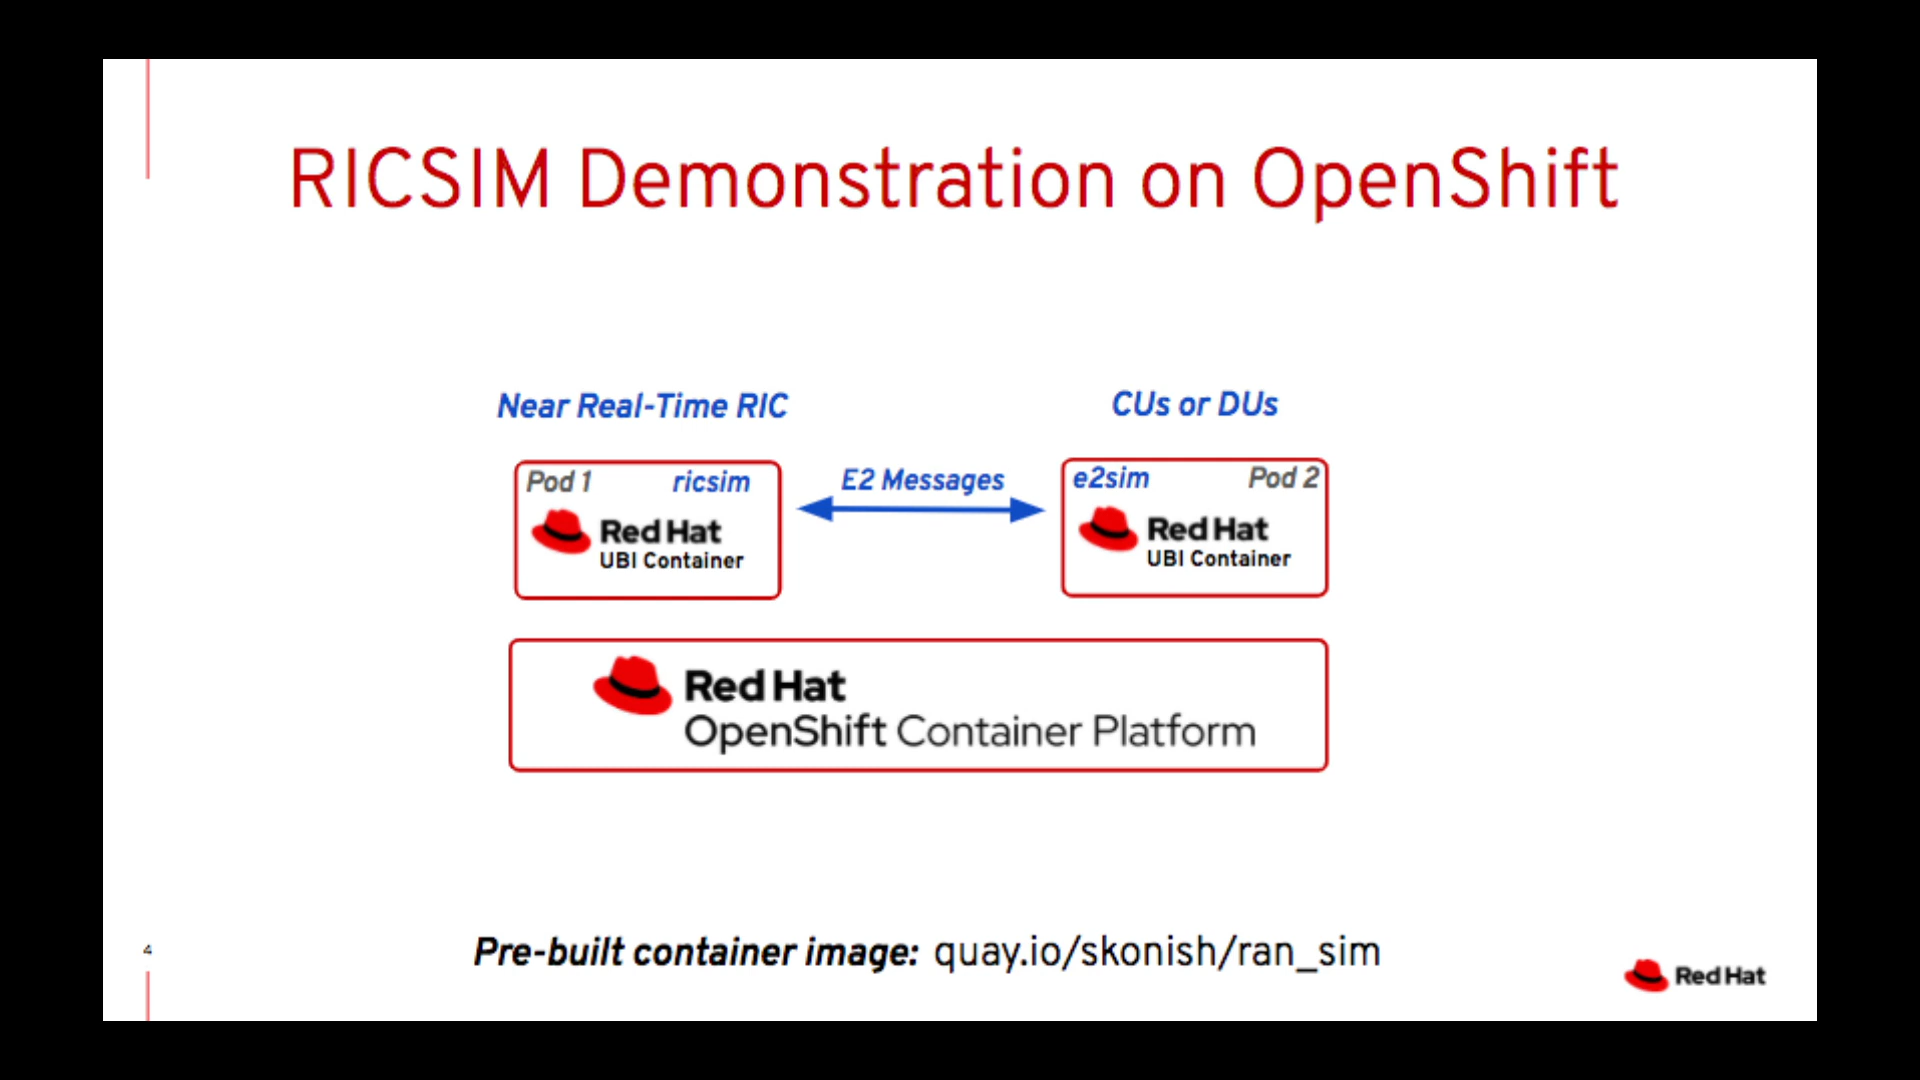 RICSIM Demonstration on OpenShift
Near Real-Time RIC
CUs or DUs
Pod 1 ricsim
Red Hat
UBI Container
E2 Messages
e2sim Pod 2
Red Hat
UBI Container
Red Hat
OpenShift Container Platform
Pre-built container image: quay.io/skonish/ran_sim
4
Red Hat